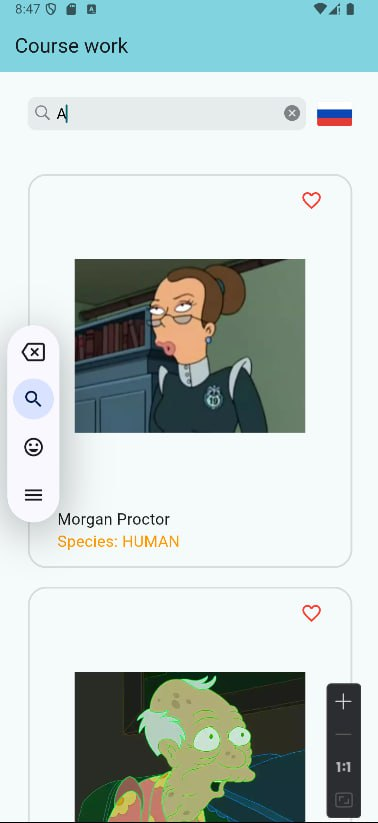 8:47
Course work
A
Morgan Proctor
Species: HUMAN
1:1